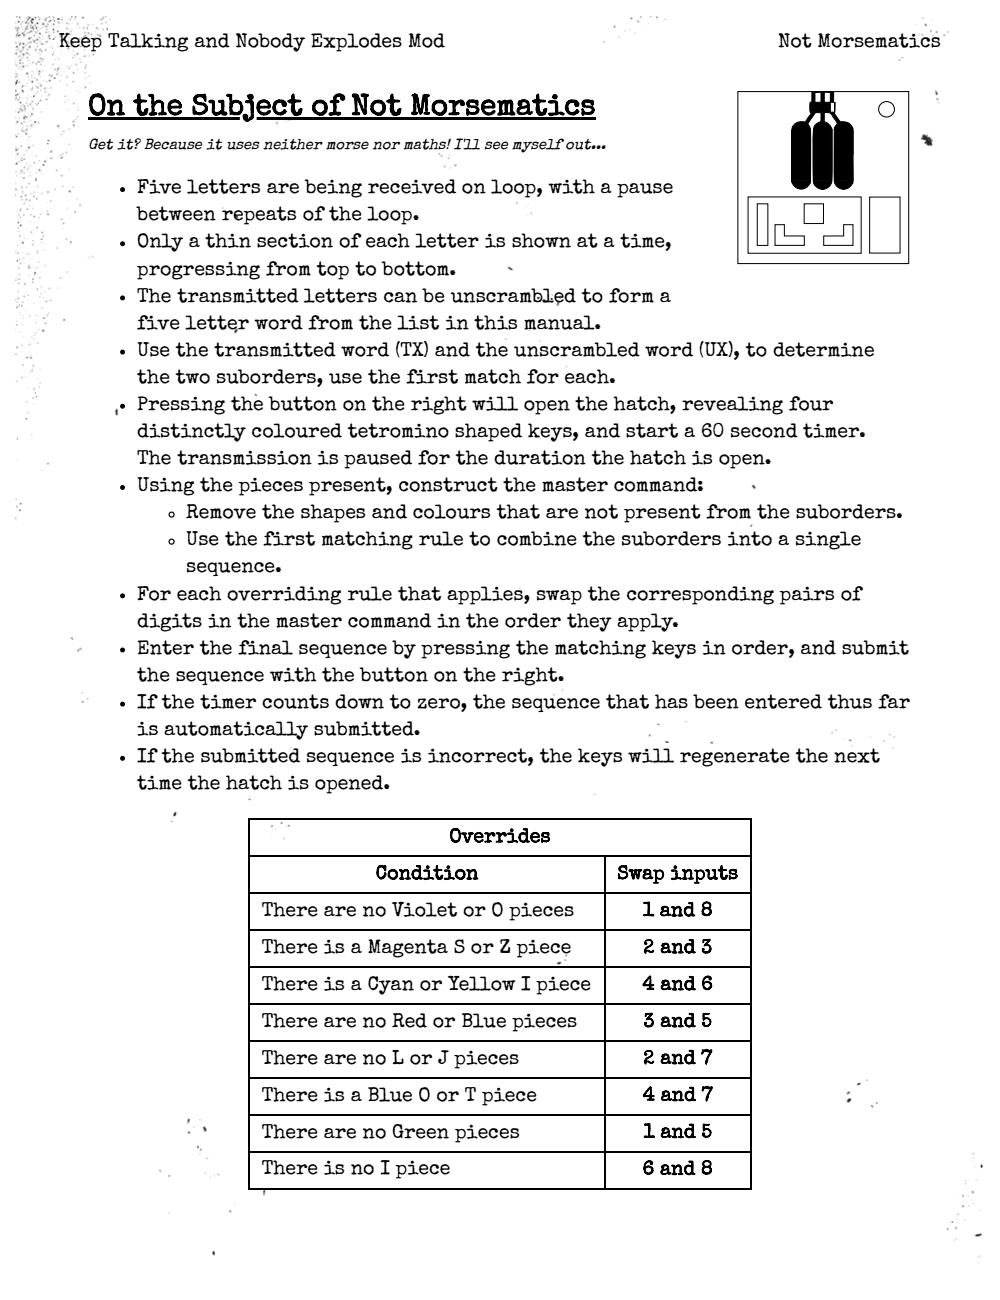 Keep Talking and Nobody Explodes Mod
Not Morsematics
On the Subject of Not Morsematics
Get it? Because it uses neither morse nor maths! I'll see myself out...
• Five letters are being received on loop, with a pause
between repeats of the loop.
• Only a thin section of each letter is shown at a time,
progressing from top to bottom.
• The transmitted letters can be unscrambled to form a
five letter word from the list in this manual.
• Use the transmitted word (TX) and the unscrambled word (UX), to determine
the two suborders, use the first match for each.
• Pressing the button on the right will open the hatch, revealing four
distinctly coloured tetromino shaped keys, and start a 60 second timer.
The transmission is paused for the duration the hatch is open.
• Using the pieces present, construct the master command:
◦ Remove the shapes and colours that are not present from the suborders.
◦ Use the first matching rule to combine the suborders into a single
sequence.
• For each overriding rule that applies, swap the corresponding pairs of
digits in the master command in the order they apply.
• Enter the final sequence by pressing the matching keys in order, and submit
the sequence with the button on the right.
• If the timer counts down to zero, the sequence that has been entered thus far
is automatically submitted.
• If the submitted sequence is incorrect, the keys will regenerate the next
time the hatch is opened.
Overrides
Condition Swap inputs
There are no Violet or O pieces 1 and 8
There is a Magenta S or Z piece 2 and 3
There is a Cyan or Yellow I piece 4 and 6
There are no Red or Blue pieces 3 and 5
There are no L or J pieces 2 and 7
There is a Blue O or T piece 4 and 7
There are no Green pieces 1 and 5
There is no I piece 6 and 8